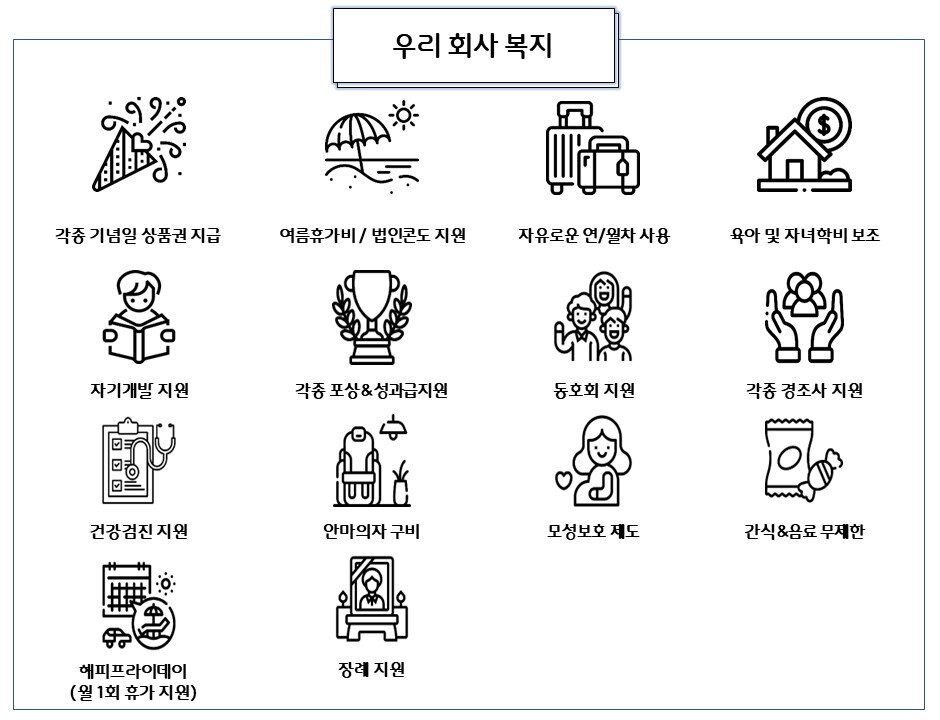 우리 회사 복지
각종 기념일 상품권 지급
여름휴가비 / 법인콘도 지원
자유로운 연/월차 사용
육아 및 자녀학비 보조
자기개발 지원
각종 포상&성과급지원
동호회 지원
각종 경조사 지원
건강검진 지원
안마의자 구비
모성보호 제도
간식&음료 무제한
해피프라이데이
(월 1회 휴가 지원)
장례 지원